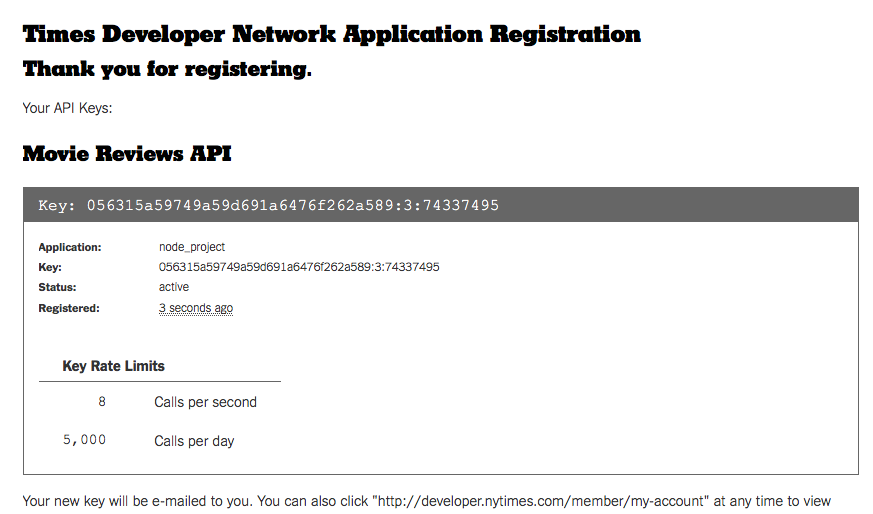 Times Developer Network Application Registration
Thank you for registering.
Your API Keys:
Movie Reviews API
Key: 056315a59749a59d691a6476f262a589:3:74337495
Application: node_project
Key: 056315a59749a59d691a6476f262a589:3:74337495
Status: active
Registered: 3 seconds ago
Key Rate Limits
8 Calls per second
5,000 Calls per day
Your new key will be e-mailed to you. You can also click "http://developer.nytimes.com/member/my-account" at any time to view